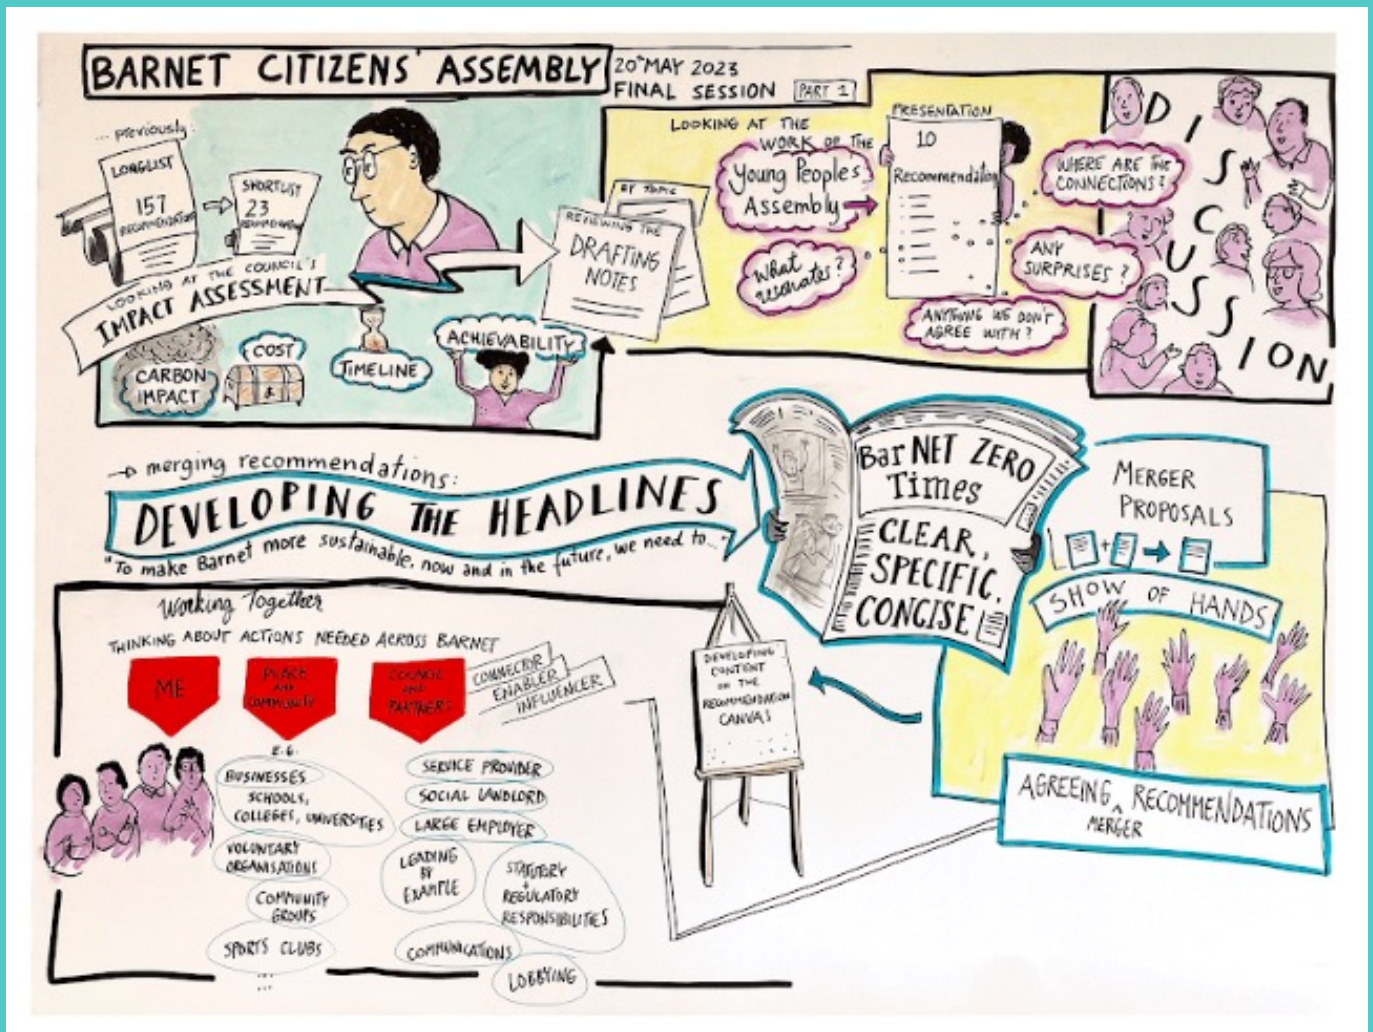 BARNET CITIZENS' ASSEMBLY
20TH MAY 2023
FINAL SESSION PART 1
... previously:
LONGLIST
157
RECOMMENDATIONS
SHORTLIST
23
LOOKING AT THE COUNCIL'S
IMPACT ASSESSMENT
CARBON
IMPACT
COST
TIMELINE
ACHIEVABILITY
BY TOPIC
REVIEWING THE
DRAFTING
NOTES
LOOKING AT THE
WORK OF THE
Young People's
Assembly
What
resonates?
PRESENTATION
10
Recommendations
WHERE ARE THE
CONNECTIONS?
ANY
SURPRISES?
ANYTHING WE DON'T
AGREE WITH?
DISCUSSION
merging recommendations:
DEVELOPING THE HEADLINES
"To make Barnet more sustainable, now and in the future, we need to..."
BarNET ZERO
Times
CLEAR,
SPECIFIC,
CONCISE
MERGER
PROPOSALS
+
SHOW OF HANDS
AGREEING RECOMMENDATIONS
MERGER
Working Together
THINKING ABOUT ACTIONS NEEDED ACROSS BARNET
ME
PLACE
AND
COMMUNITY
COUNCIL
AND
PARTNERS
CONNECTOR
ENABLER
INFLUENCER
E.G.
BUSINESSES
SCHOOLS,
COLLEGES, UNIVERSITIES
VOLUNTARY
ORGANISATIONS
COMMUNITY
GROUPS
SPORTS CLUBS
...
SERVICE PROVIDER
SOCIAL LANDLORD
LARGE EMPLOYER
LEADING
BY
EXAMPLE
STATUTORY
+
REGULATORY
RESPONSIBILITIES
COMMUNICATIONS
LOBBYING
DEVELOPING
CONTENT
ON THE
RECOMMENDATION
CANVAS